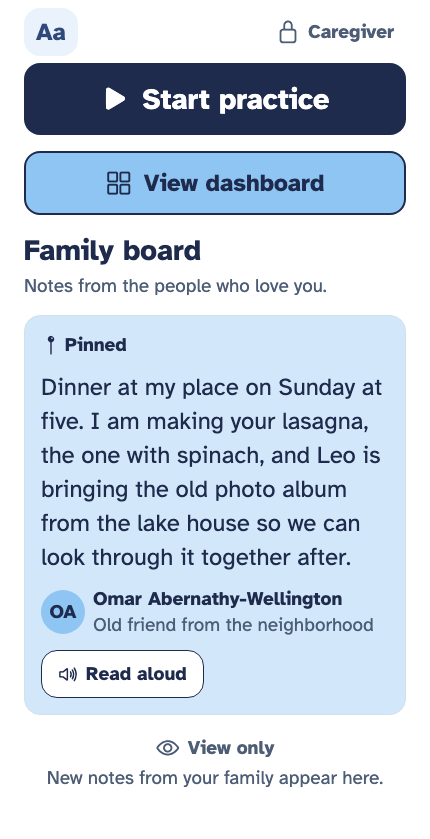 Aa
Caregiver
Start practice
View dashboard
Family board
Notes from the people who love you.
Pinned
Dinner at my place on Sunday at
five. I am making your lasagna,
the one with spinach, and Leo is
bringing the old photo album
from the lake house so we can
look through it together after.
OA
Omar Abernathy-Wellington
Old friend from the neighborhood
Read aloud
View only
New notes from your family appear here.